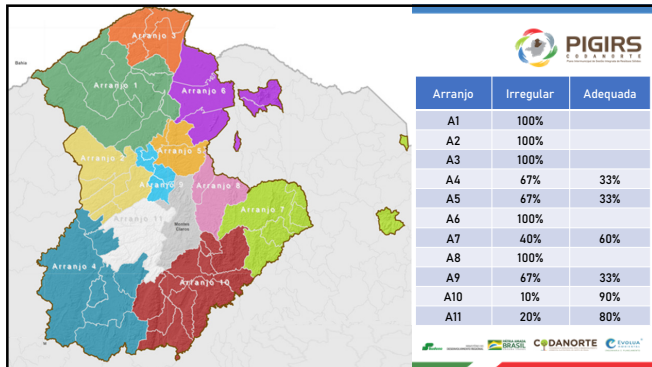 Bahia
Arranjo 3
Arranjo 1
Arranjo 6
Arranjo 2
Arranjo 5
Arranjo 9
Arranjo 8
Arranjo 11
Montes
Claros
Arranjo 7
Arranjo 4
Arranjo 10
PIGIRS
CODANORTE
Arranjo Irregular Adequada
A1 100%
A2 100%
A3 100%
A4 67% 33%
A5 67% 33%
A6 100%
A7 40% 60%
A8 100%
A9 67% 33%
A10 10% 90%
A11 20% 80%
BRASIL
CODANORTE
EVOLUA